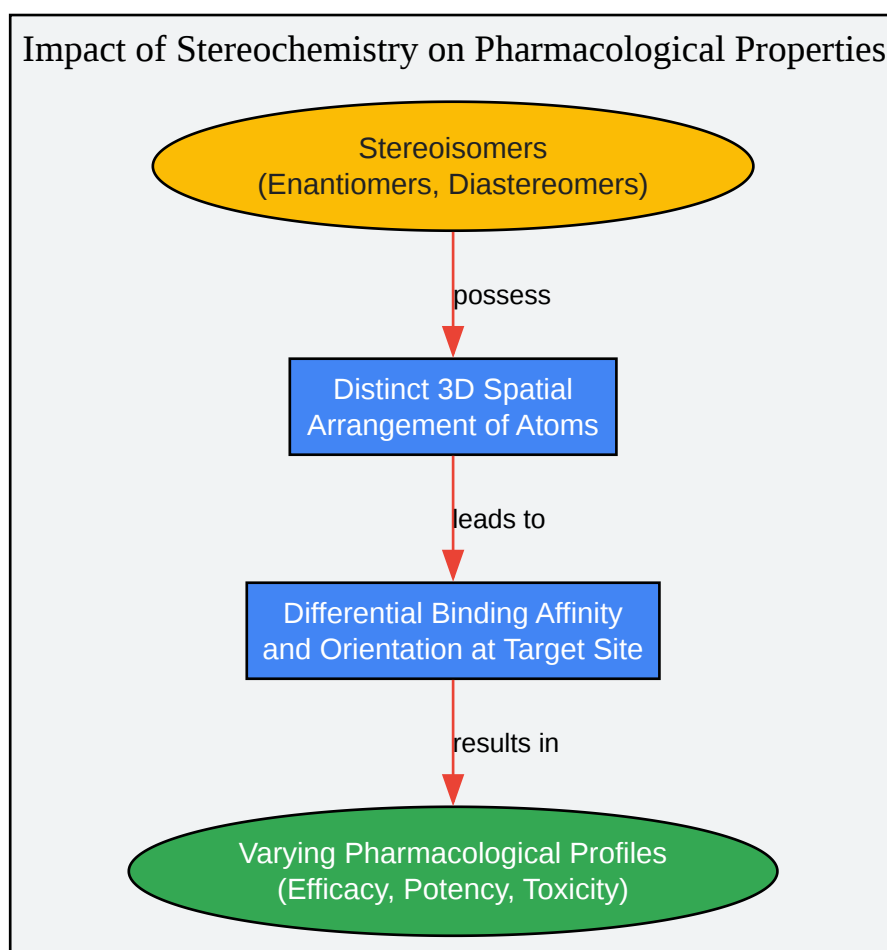 Impact of Stereochemistry on Pharmacological Properties
Stereoisomers
(Enantiomers, Diastereomers)
possess
Distinct 3D Spatial
Arrangement of Atoms
leads to
Differential Binding Affinity
and Orientation at Target Site
results in
Varying Pharmacological Profiles
(Efficacy, Potency, Toxicity)